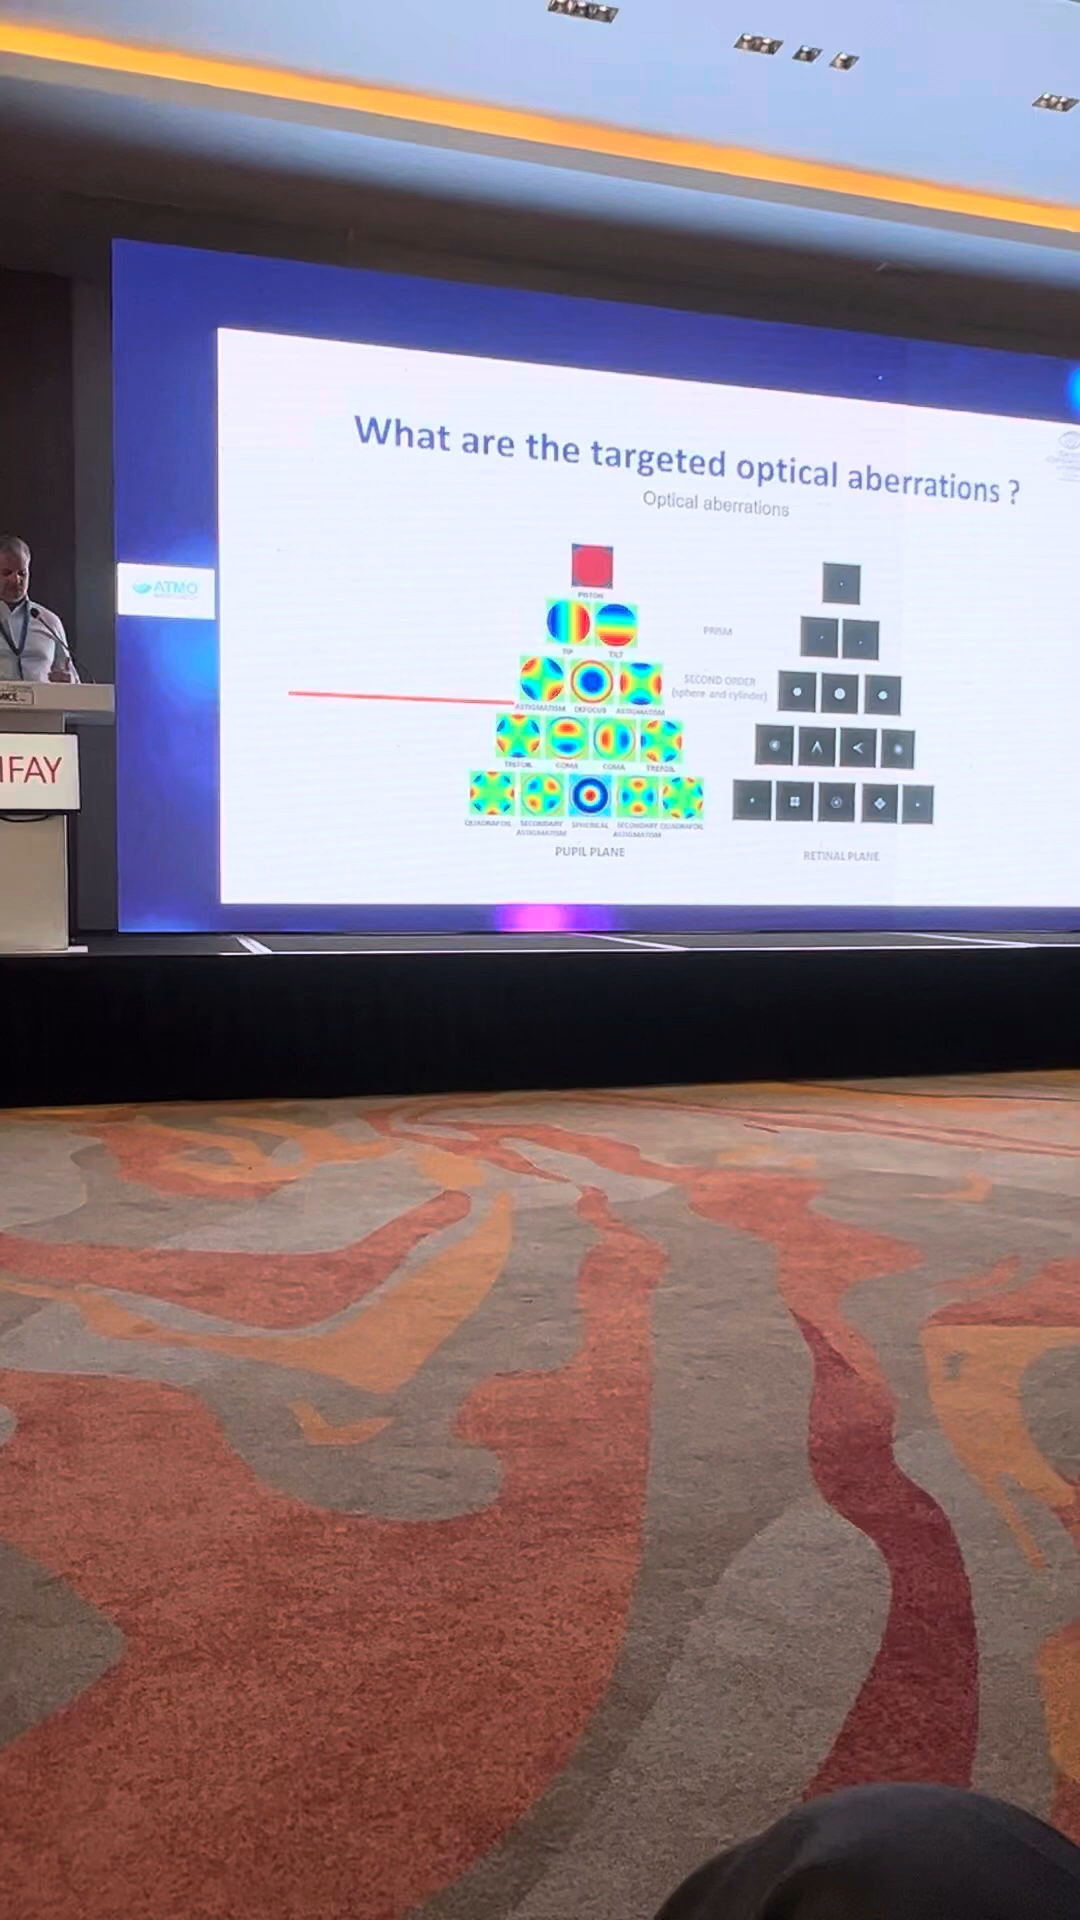 What are the targeted optical aberrations ?
Optical aberrations
PISTON
TIP TILT
PRISM
ASTIGMATISM DEFOCUS ASTIGMATISM
SECOND ORDER
(sphere and cylinder)
TREFOIL COMA COMA TREFOIL
QUADRAFOIL SECONDARY ASTIGMATISM SPHERICAL SECONDARY ASTIGMATISM QUADRAFOIL
PUPIL PLANE
RETINAL PLANE
ATMO
IFAY